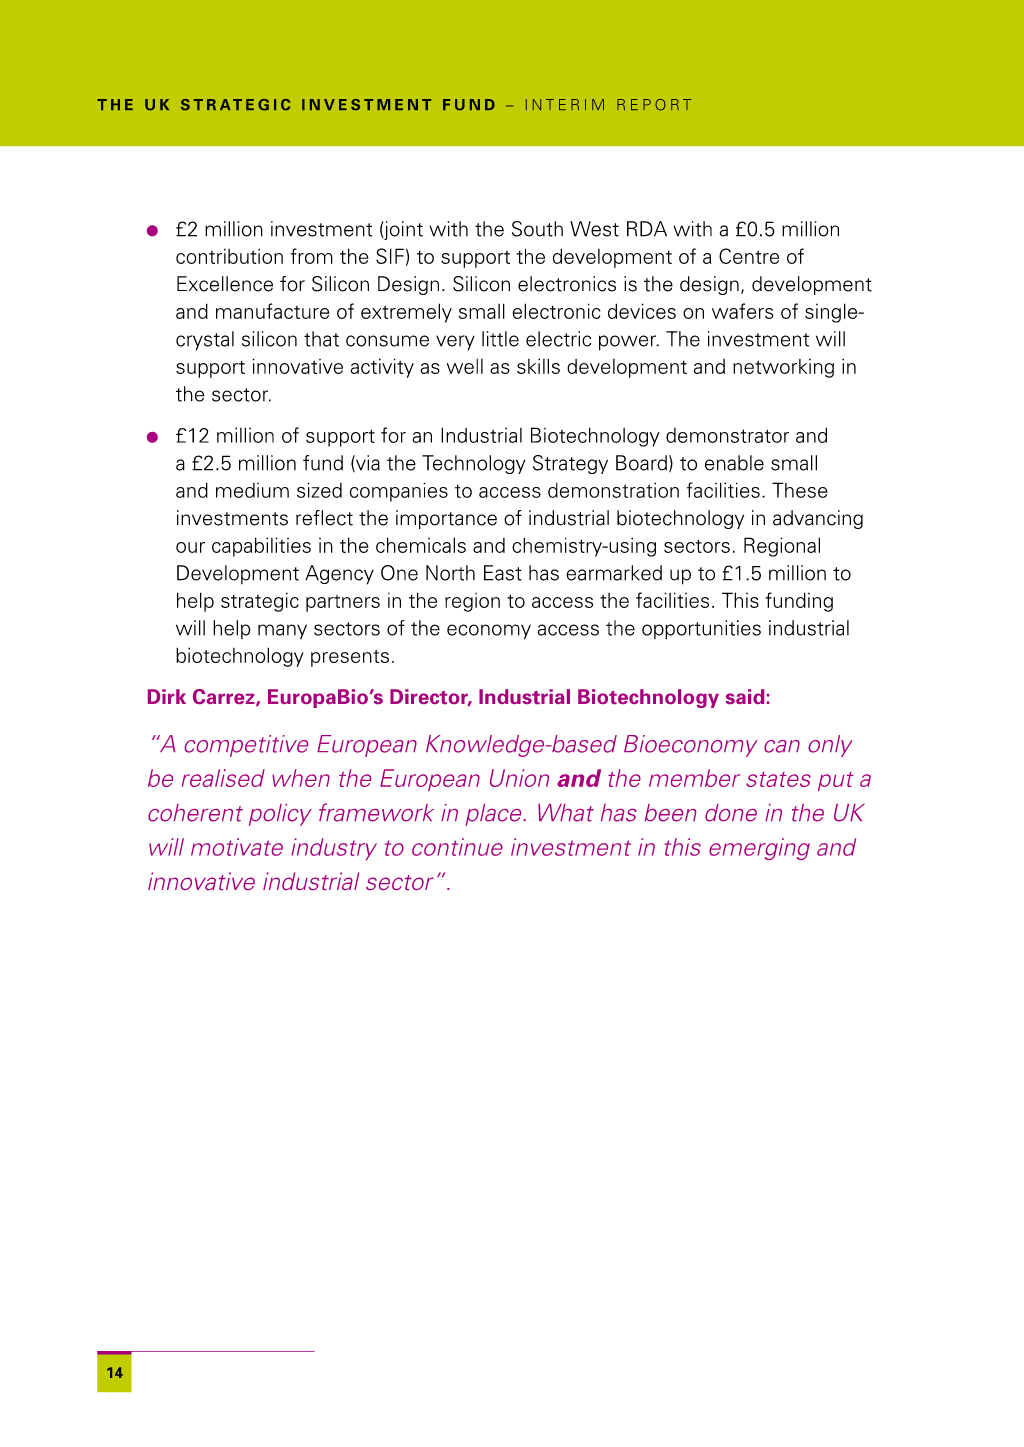 THE UK STRATEGIC INVESTMENT FUND – INTERIM REPORT
● £2 million investment (joint with the South West RDA with a £0.5 million
contribution from the SIF) to support the development of a Centre of
Excellence for Silicon Design. Silicon electronics is the design, development
and manufacture of extremely small electronic devices on wafers of single-
crystal silicon that consume very little electric power. The investment will
support innovative activity as well as skills development and networking in
the sector.
● £12 million of support for an Industrial Biotechnology demonstrator and
a £2.5 million fund (via the Technology Strategy Board) to enable small
and medium sized companies to access demonstration facilities. These
investments reflect the importance of industrial biotechnology in advancing
our capabilities in the chemicals and chemistry-using sectors. Regional
Development Agency One North East has earmarked up to £1.5 million to
help strategic partners in the region to access the facilities. This funding
will help many sectors of the economy access the opportunities industrial
biotechnology presents.
Dirk Carrez, EuropaBio’s Director, Industrial Biotechnology said:
“A competitive European Knowledge-based Bioeconomy can only
be realised when the European Union and the member states put a
coherent policy framework in place. What has been done in the UK
will motivate industry to continue investment in this emerging and
innovative industrial sector”.
14